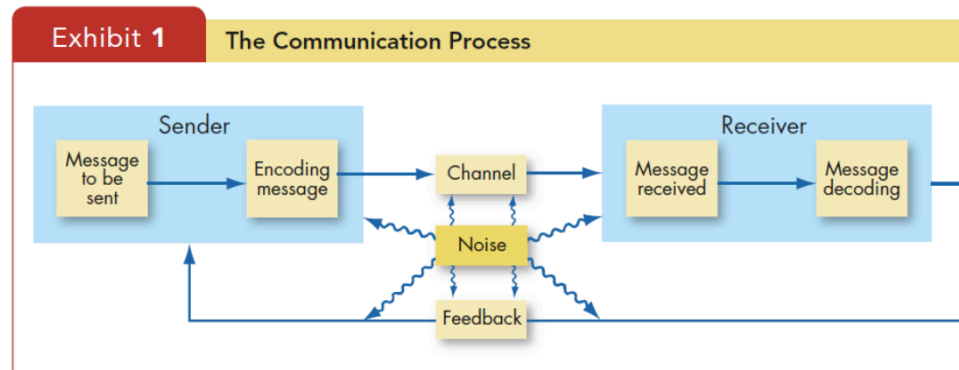 Exhibit 1
The Communication Process
Sender
Message
to be
sent
Encoding
message
Channel
Receiver
Message
received
Message
decoding
Noise
Feedback